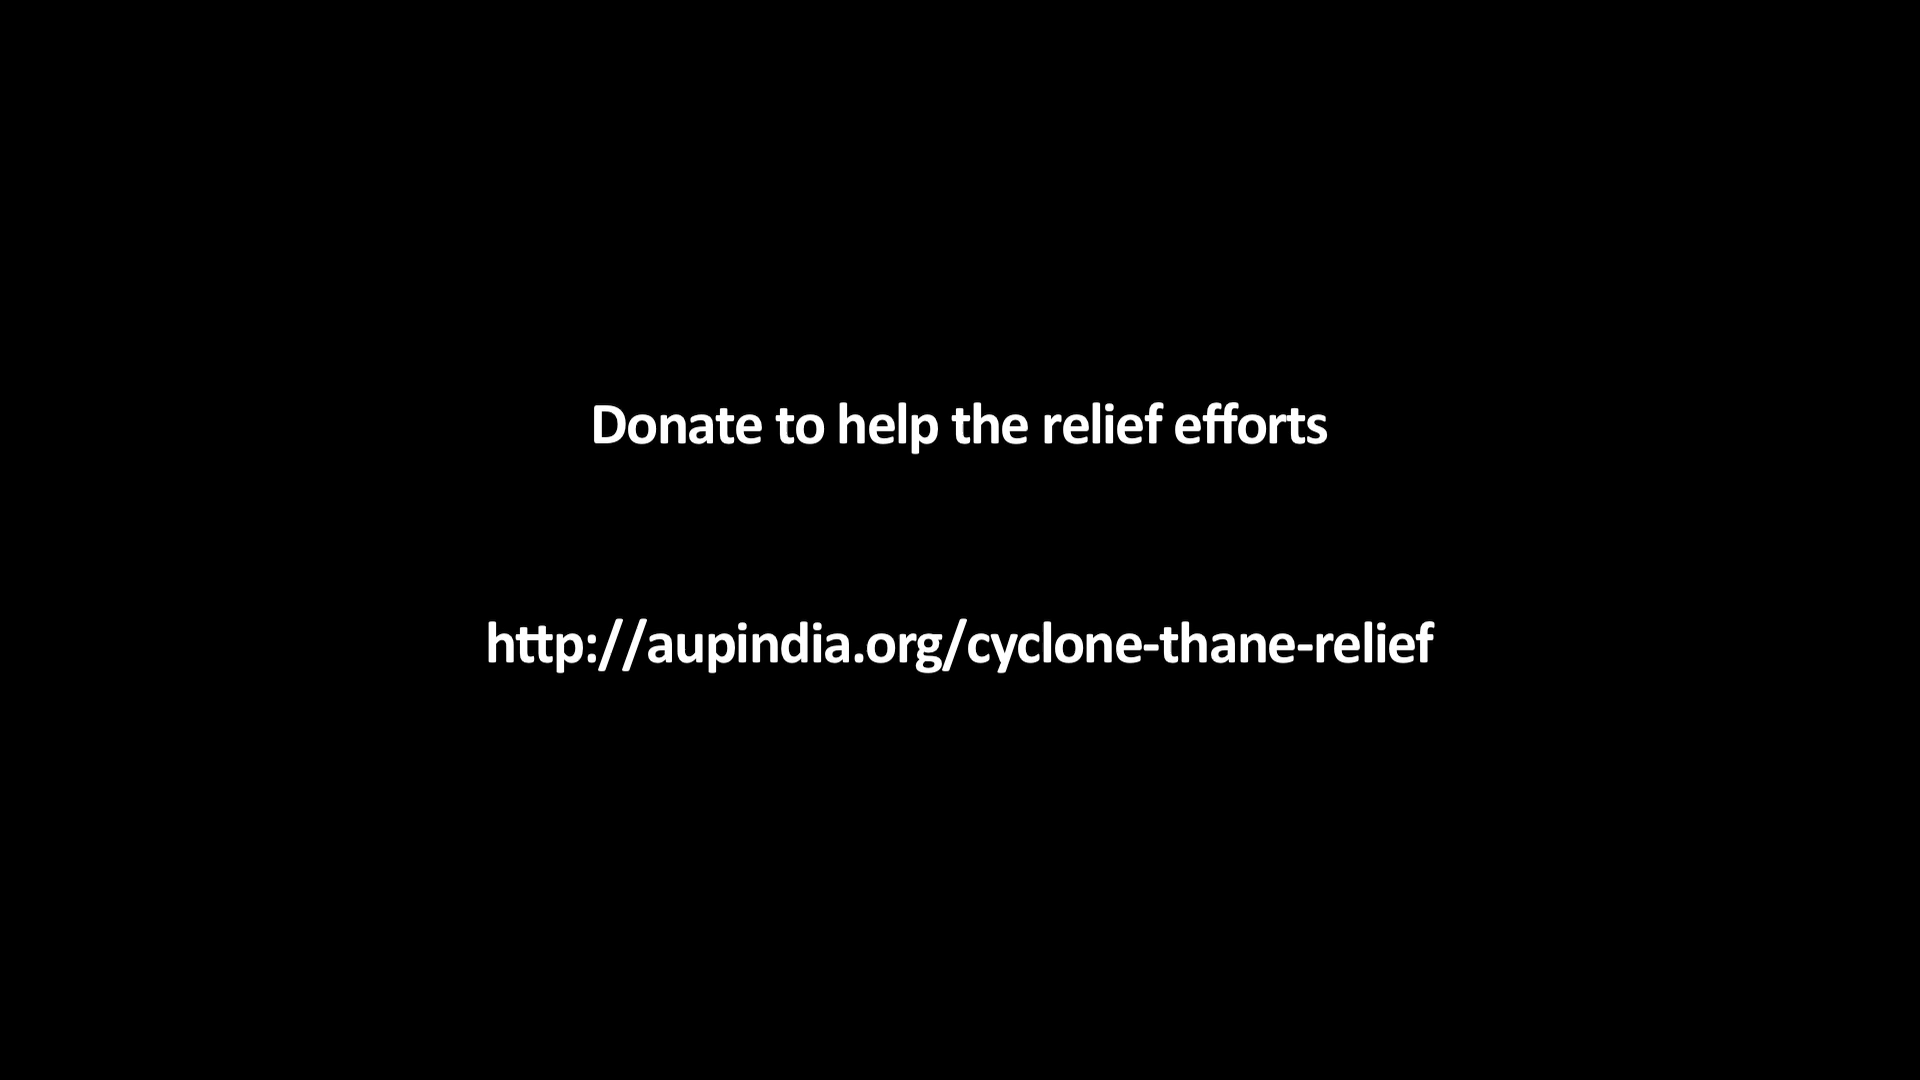 Donate to help the relief efforts
http://aupindia.org/cyclone-thane-relief